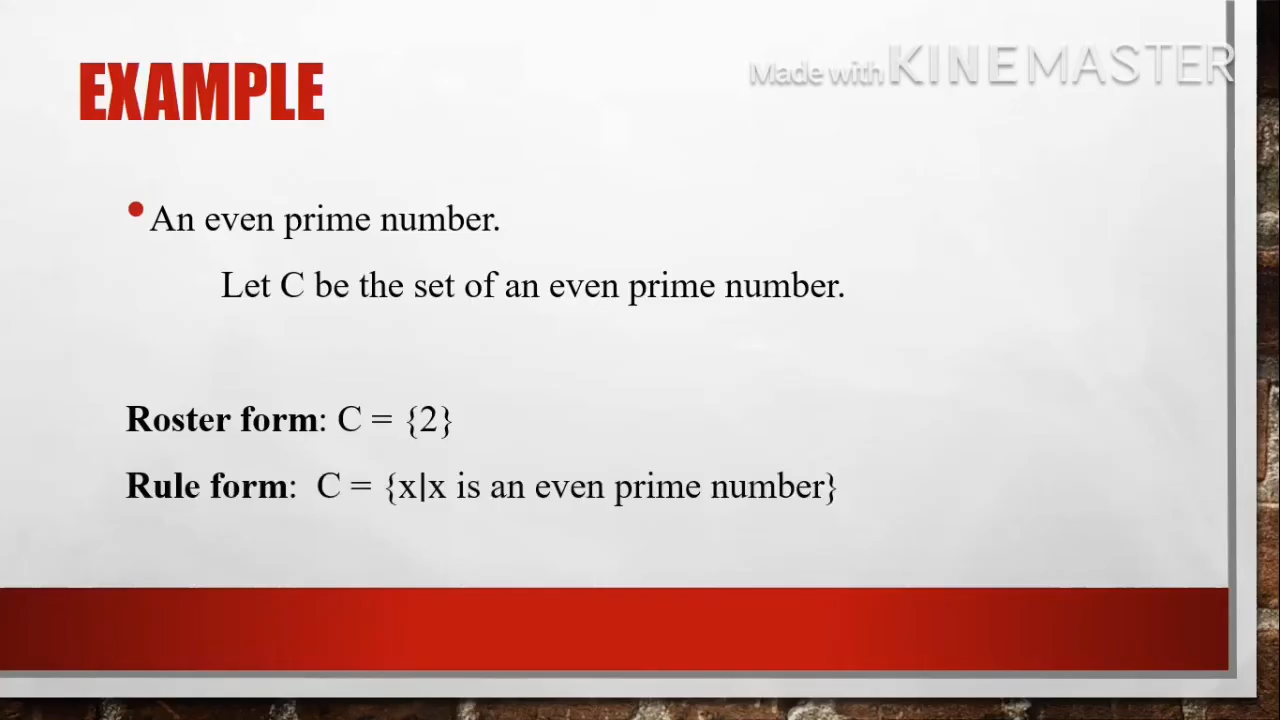 EXAMPLE
Made with KINEMASTER
• An even prime number.
Let C be the set of an even prime number.
Roster form: C = {2}
Rule form: C = {x|x is an even prime number}